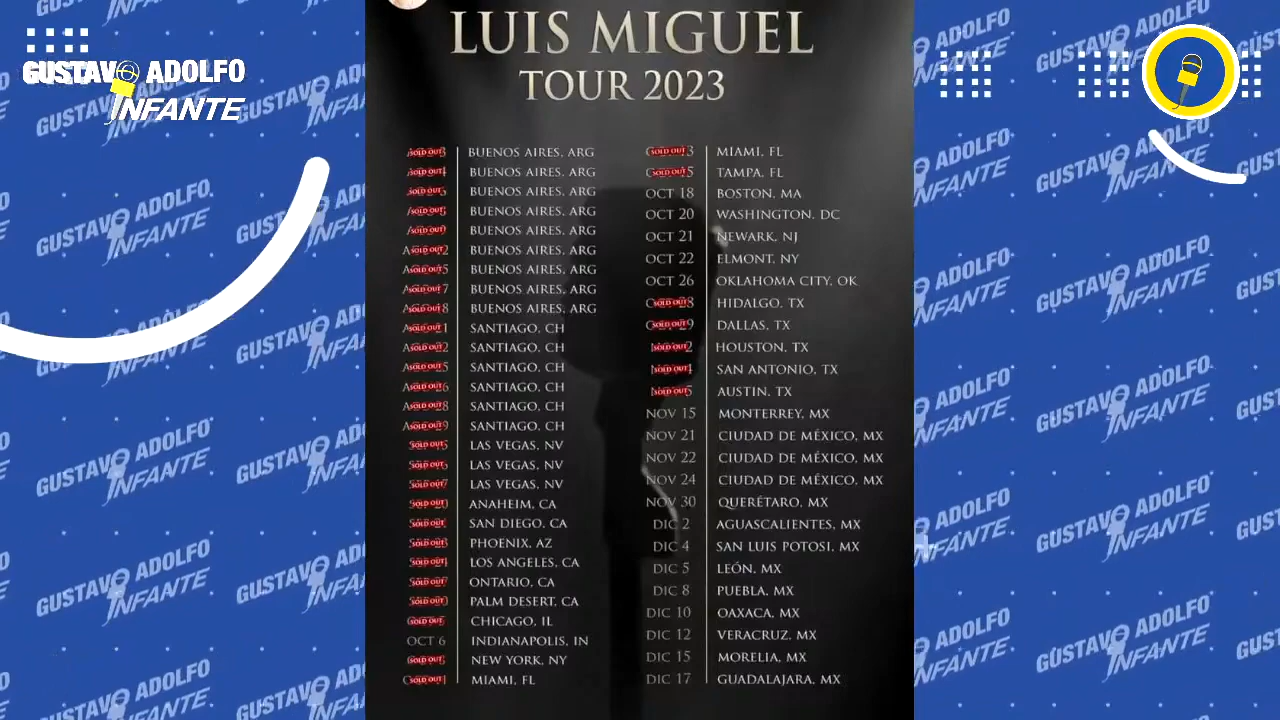 LUIS MIGUEL
TOUR 2023
GUSTAVO ADOLFO
INFANTE
SOLD OUT BUENOS AIRES, ARG
SOLD OUT BUENOS AIRES, ARG
SOLD OUT BUENOS AIRES, ARG
SOLD OUT BUENOS AIRES, ARG
SOLD OUT BUENOS AIRES, ARG
SOLD OUT BUENOS AIRES, ARG
SOLD OUT BUENOS AIRES, ARG
SOLD OUT BUENOS AIRES, ARG
SOLD OUT BUENOS AIRES, ARG
SOLD OUT SANTIAGO, CH
SOLD OUT SANTIAGO, CH
SOLD OUT SANTIAGO, CH
SOLD OUT SANTIAGO, CH
SOLD OUT SANTIAGO, CH
SOLD OUT SANTIAGO, CH
SOLD OUT LAS VEGAS, NV
SOLD OUT LAS VEGAS, NV
SOLD OUT LAS VEGAS, NV
SOLD OUT ANAHEIM, CA
SOLD OUT SAN DIEGO, CA
SOLD OUT PHOENIX, AZ
SOLD OUT LOS ANGELES, CA
SOLD OUT ONTARIO, CA
SOLD OUT PALM DESERT, CA
SOLD OUT CHICAGO, IL
OCT 6 INDIANAPOLIS, IN
SOLD OUT NEW YORK, NY
SOLD OUT MIAMI, FL
SOLD OUT MIAMI, FL
SOLD OUT TAMPA, FL
OCT 18 BOSTON, MA
OCT 20 WASHINGTON, DC
OCT 21 NEWARK, NJ
OCT 22 ELMONT, NY
OCT 26 OKLAHOMA CITY, OK
SOLD OUT HIDALGO, TX
SOLD OUT DALLAS, TX
SOLD OUT HOUSTON, TX
SOLD OUT SAN ANTONIO, TX
SOLD OUT AUSTIN, TX
NOV 15 MONTERREY, MX
NOV 21 CIUDAD DE MÉXICO, MX
NOV 22 CIUDAD DE MÉXICO, MX
NOV 24 CIUDAD DE MÉXICO, MX
NOV 30 QUERÉTARO, MX
DIC 2 AGUASCALIENTES, MX
DIC 4 SAN LUIS POTOSI, MX
DIC 5 LEÓN, MX
DIC 8 PUEBLA, MX
DIC 10 OAXACA, MX
DIC 12 VERACRUZ, MX
DIC 15 MORELIA, MX
DIC 17 GUADALAJARA, MX